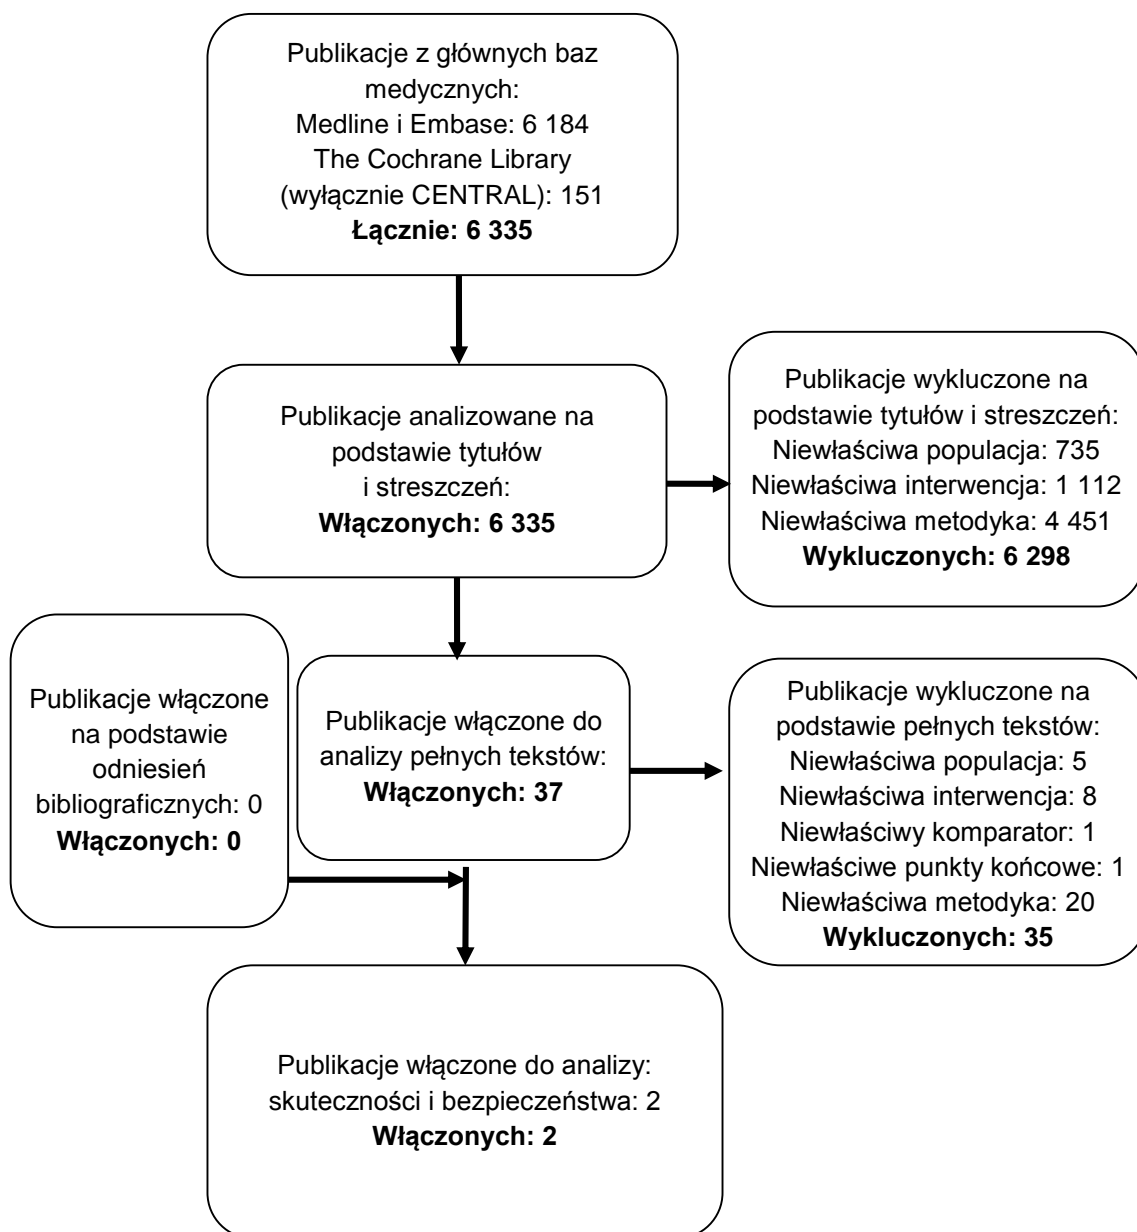 Publikacje z głównych baz
medycznych:
Medline i Embase: 6 184
The Cochrane Library
(wyłącznie CENTRAL): 151
Łącznie: 6 335
Publikacje analizowane na
podstawie tytułów
i streszczeń:
Włączonych: 6 335
Publikacje wykluczone na
podstawie tytułów i streszczeń:
Niewłaściwa populacja: 735
Niewłaściwa interwencja: 1 112
Niewłaściwa metodyka: 4 451
Wykluczonych: 6 298
Publikacje włączone
na podstawie
odniesień
bibliograficznych: 0
Włączonych: 0
Publikacje włączone do
analizy pełnych tekstów:
Włączonych: 37
Publikacje wykluczone na
podstawie pełnych tekstów:
Niewłaściwa populacja: 5
Niewłaściwa interwencja: 8
Niewłaściwy komparator: 1
Niewłaściwe punkty końcowe: 1
Niewłaściwa metodyka: 20
Wykluczonych: 35
Publikacje włączone do analizy:
skuteczności i bezpieczeństwa: 2
Włączonych: 2